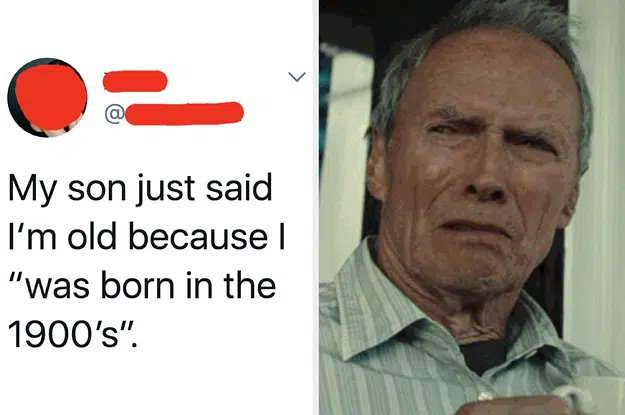 @
My son just said
I‘m old because I
“was born in the
1900’s”.